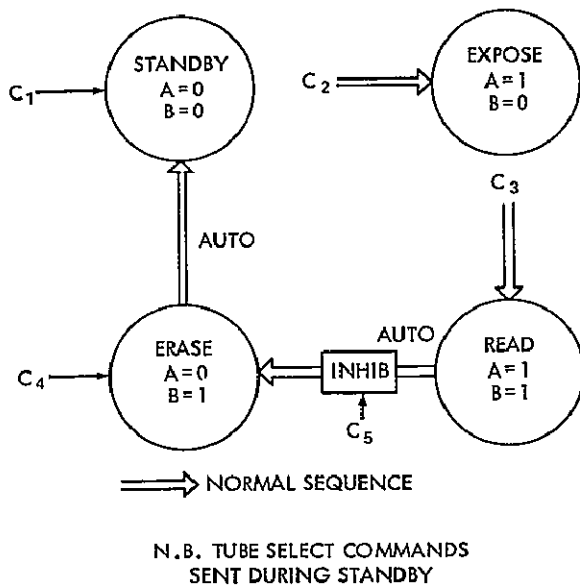 STANDBY
A=0
B=0
C1
EXPOSE
A=1
B=0
C2
C3
AUTO
ERASE
A=0
B=1
C4
AUTO
INHIB
C5
READ
A=1
B=1
NORMAL SEQUENCE
N.B. TUBE SELECT COMMANDS
SENT DURING STANDBY